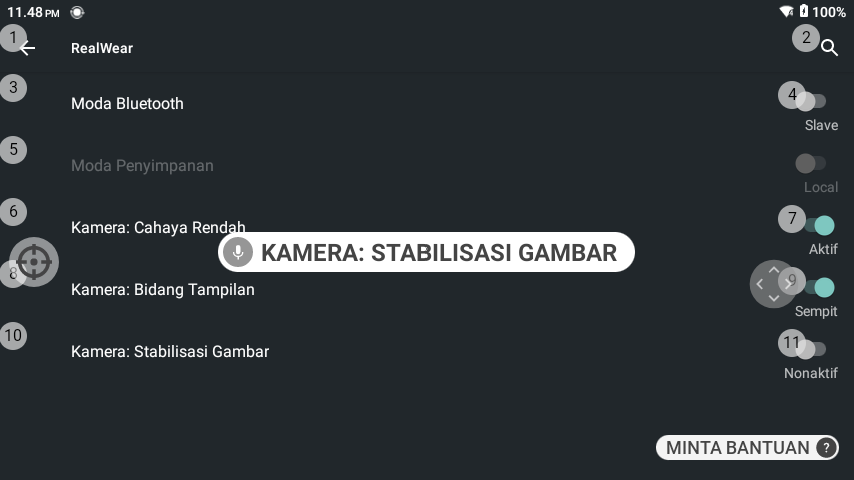 11.48 PM
100%
1
RealWear
2
3
Moda Bluetooth
4
Slave
5
Moda Penyimpanan
Local
6
Kamera: Cahaya Rendah
7
Aktif
KAMERA: STABILISASI GAMBAR
8
Kamera: Bidang Tampilan
9
Sempit
10
Kamera: Stabilisasi Gambar
11
Nonaktif
MINTA BANTUAN ?